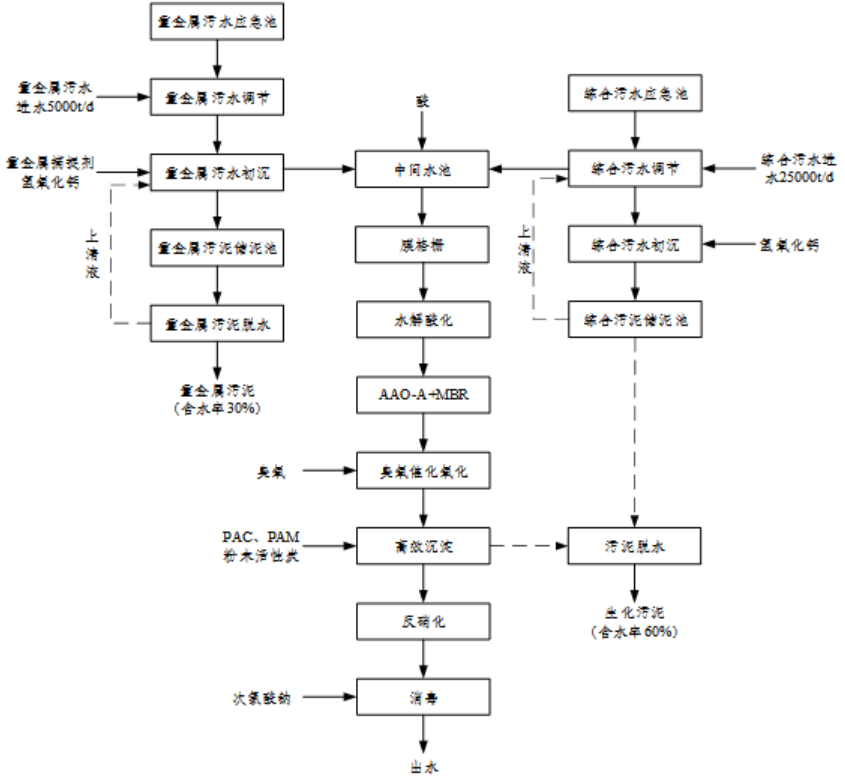 重金属污水应急池
重金属污水
进水5000t/d
重金属污水调节
酸
综合污水应急池
重金属捕捉剂
氢氧化钙
重金属污水初沉
中间水池
综合污水调节
综合污水进
水25000t/d
上清液
重金属污泥储泥池
膜格栅
上清液
综合污水初沉
氢氧化钙
重金属污泥脱水
水解酸化
综合污泥储泥池
重金属污泥
(含水率30%)
AAO-A+MBR
臭氧
臭氧催化氧化
PAC、PAM
粉末活性炭
高效沉淀
污泥脱水
反硝化
生化污泥
(含水率60%)
次氯酸钠
消毒
出水